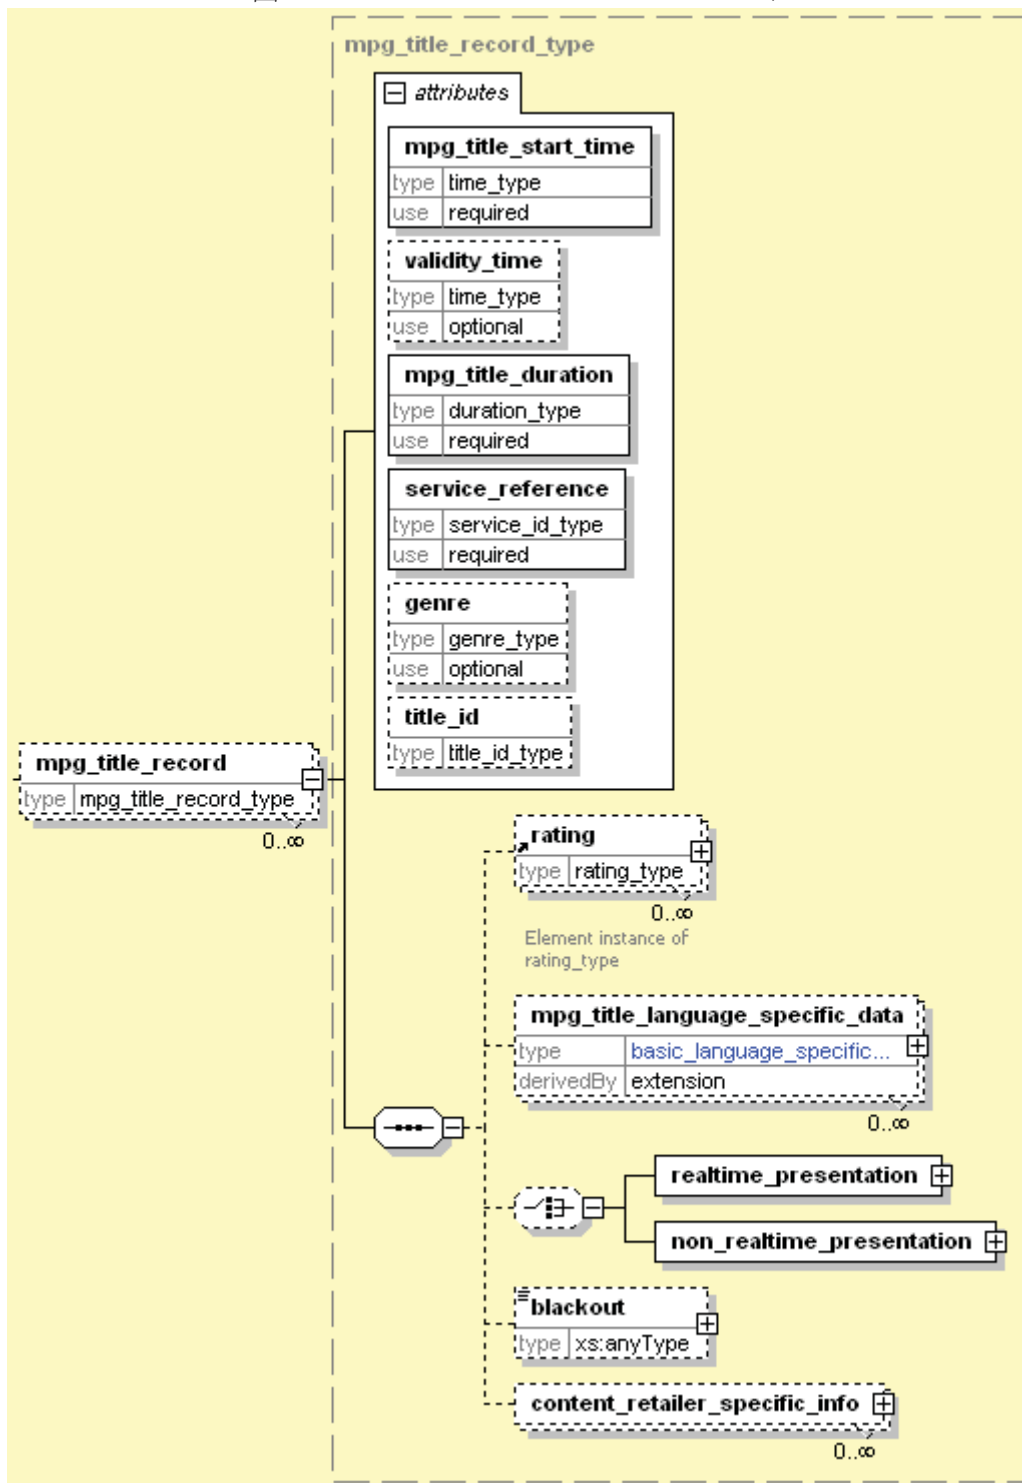 mpg_title_record_type
attributes
mpg_title_start_time
type time_type
use required
validity_time
type time_type
use optional
mpg_title_duration
type duration_type
use required
service_reference
type service_id_type
use required
genre
type genre_type
use optional
title_id
type title_id_type
mpg_title_record
type mpg_title_record_type
0..∞
rating
type rating_type
0..∞
Element instance of
rating_type
mpg_title_language_specific_data
type basic_language_specific...
derivedBy extension
0..∞
realtime_presentation
non_realtime_presentation
blackout
type xs:anyType
content_retailer_specific_info
0..∞